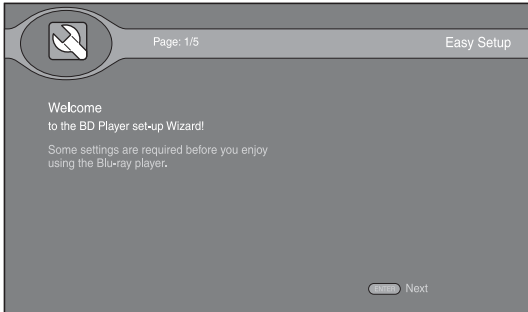 Page: 1/5
Easy Setup
Welcome
to the BD Player set-up Wizard!
Some settings are required before you enjoy
using the Blu-ray player.
ENTER Next